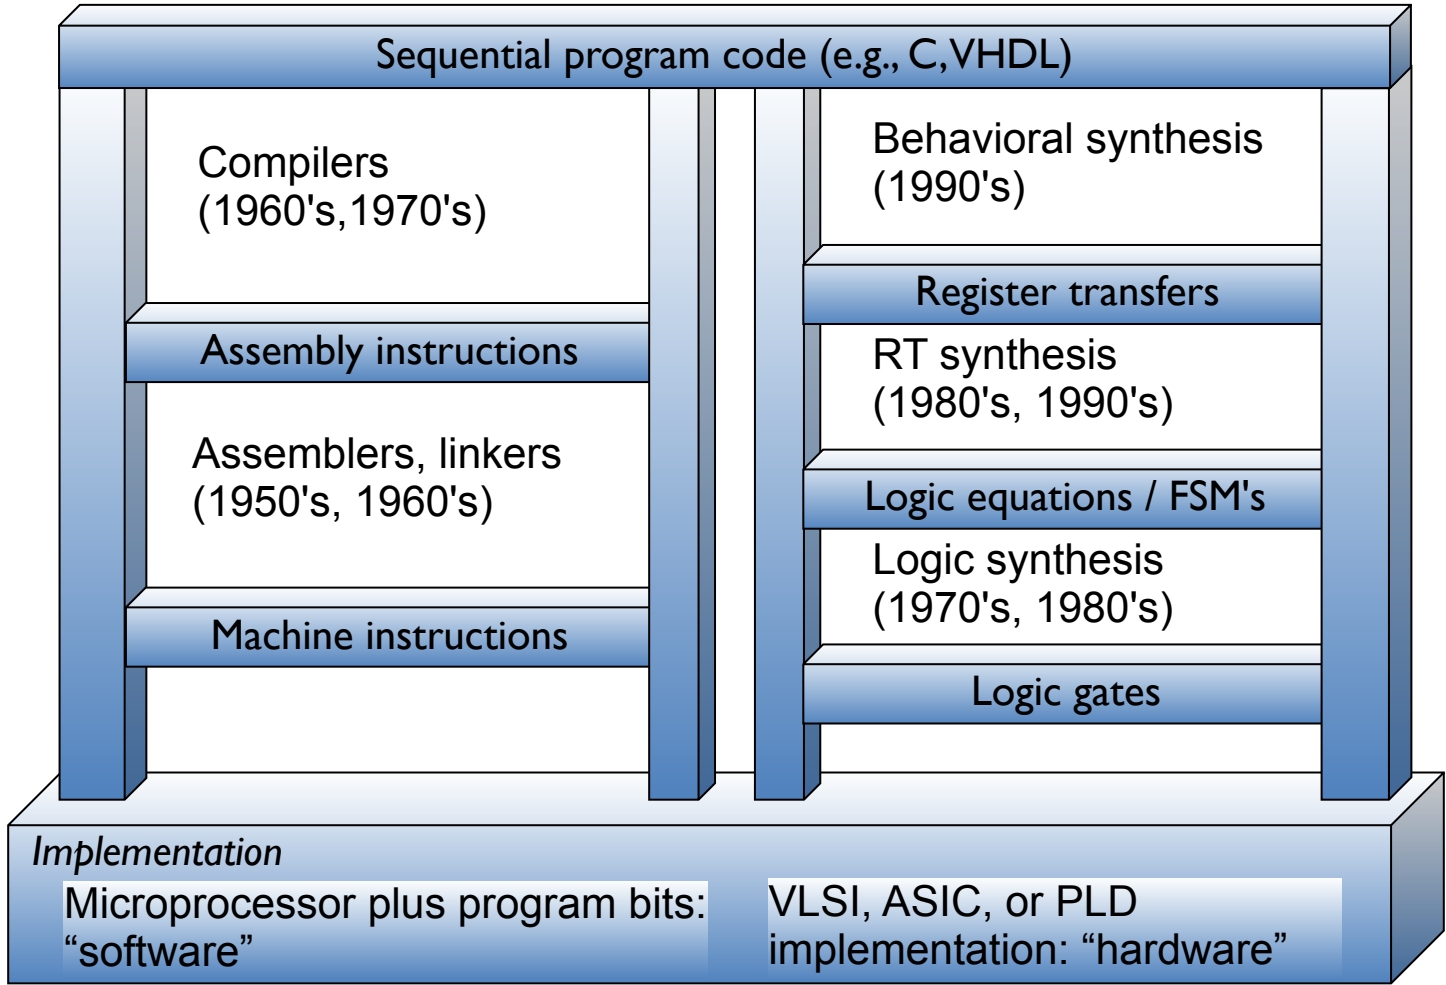 Sequential program code (e.g., C, VHDL)
Compilers
(1960's,1970's)
Assembly instructions
Assemblers, linkers
(1950's, 1960's)
Machine instructions
Behavioral synthesis
(1990's)
Register transfers
RT synthesis
(1980's, 1990's)
Logic equations / FSM's
Logic synthesis
(1970's, 1980's)
Logic gates
Implementation
Microprocessor plus program bits:
“software”
VLSI, ASIC, or PLD
implementation: “hardware”